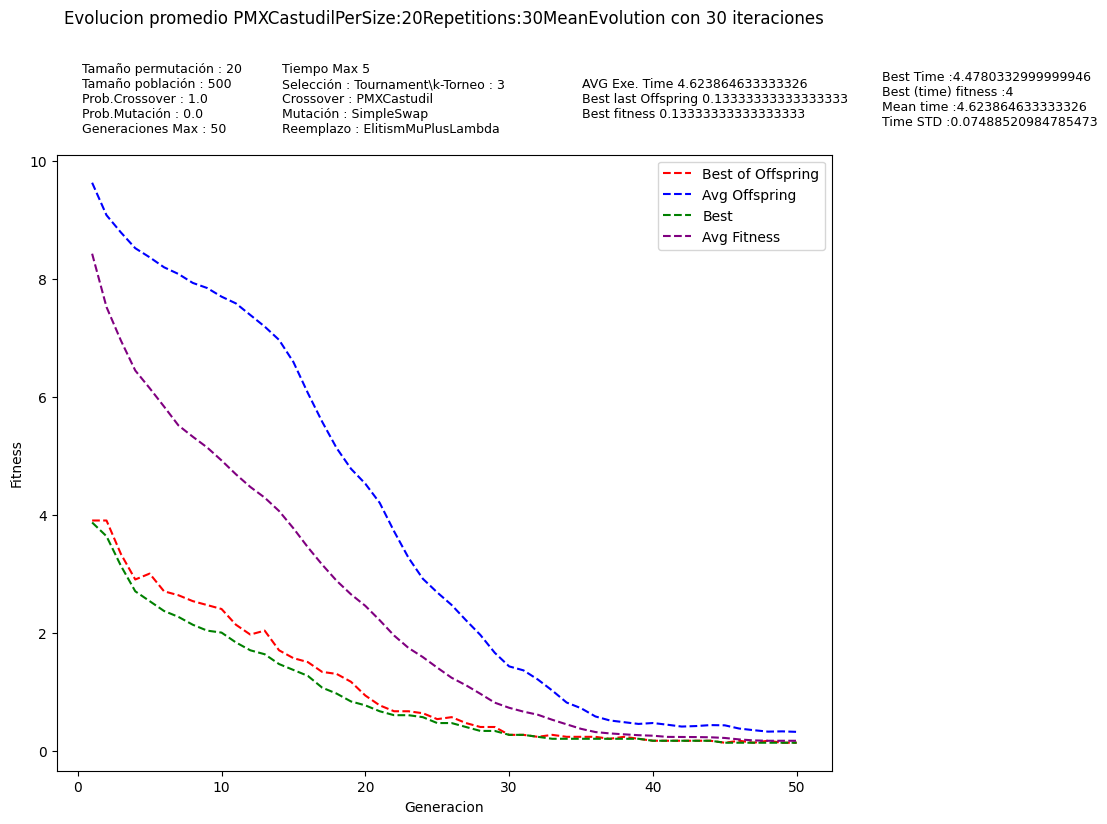 Evolucion promedio PMXCastudilPerSize:20Repetitions:30MeanEvolution con 30 iteraciones
Tamaño permutación : 20
Tamaño población : 500
Prob.Crossover : 1.0
Prob.Mutación : 0.0
Generaciones Max : 50
Tiempo Max 5
Selección : Tournament\k-Torneo : 3
Crossover : PMXCastudil
Mutación : SimpleSwap
Reemplazo : ElitismMuPlusLambda
AVG Exe. Time 4.623864633333326
Best last Offspring 0.13333333333333333
Best fitness 0.13333333333333333
Best Time :4.4780332999999946
Best (time) fitness :4
Mean time :4.623864633333326
Time STD :0.07488520984785473
Best of Offspring
Avg Offspring
Best
Avg Fitness
Fitness
10
8
6
4
2
0
0
10
20
30
40
50
Generacion